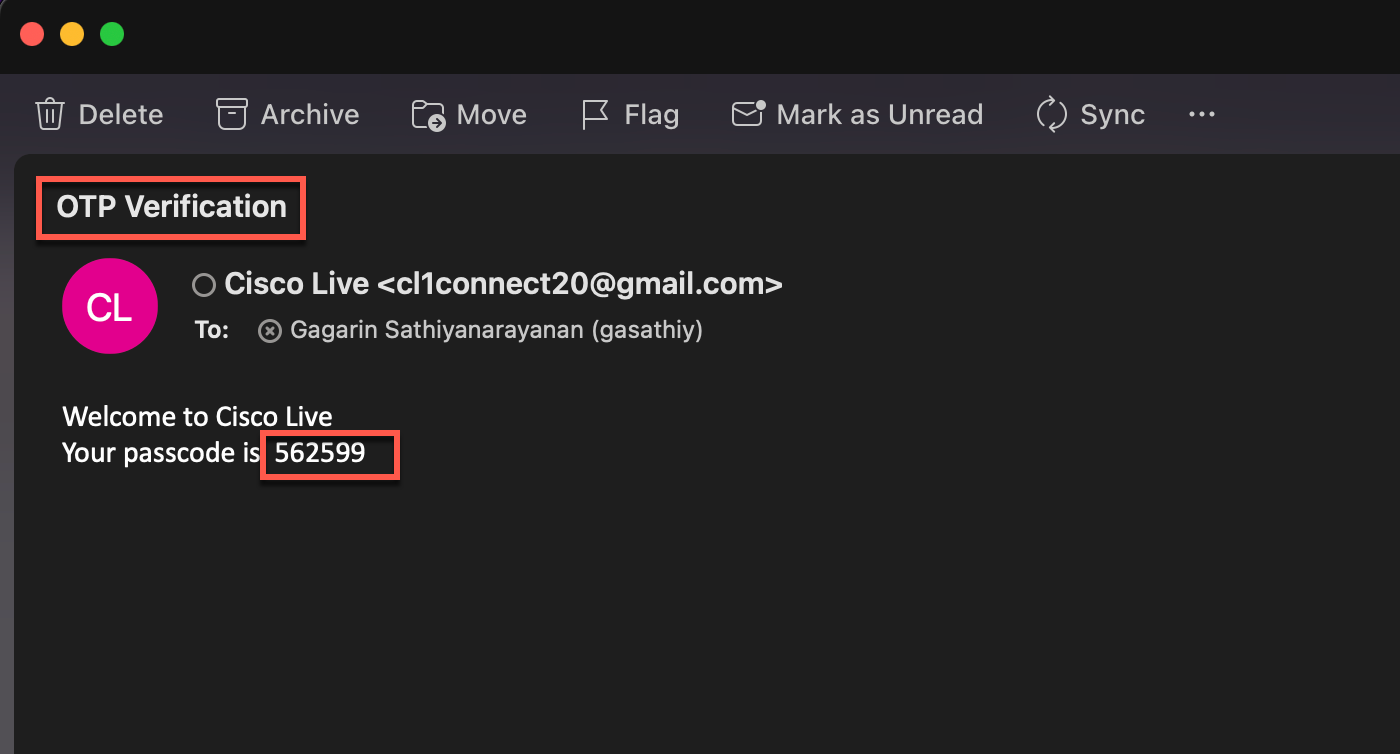 Delete Archive Move Flag Mark as Unread Sync ...
OTP Verification
CL
Cisco Live <cl1connect20@gmail.com>
To: Gagarin Sathiyanarayanan (gasathiy)
Welcome to Cisco Live
Your passcode is 562599